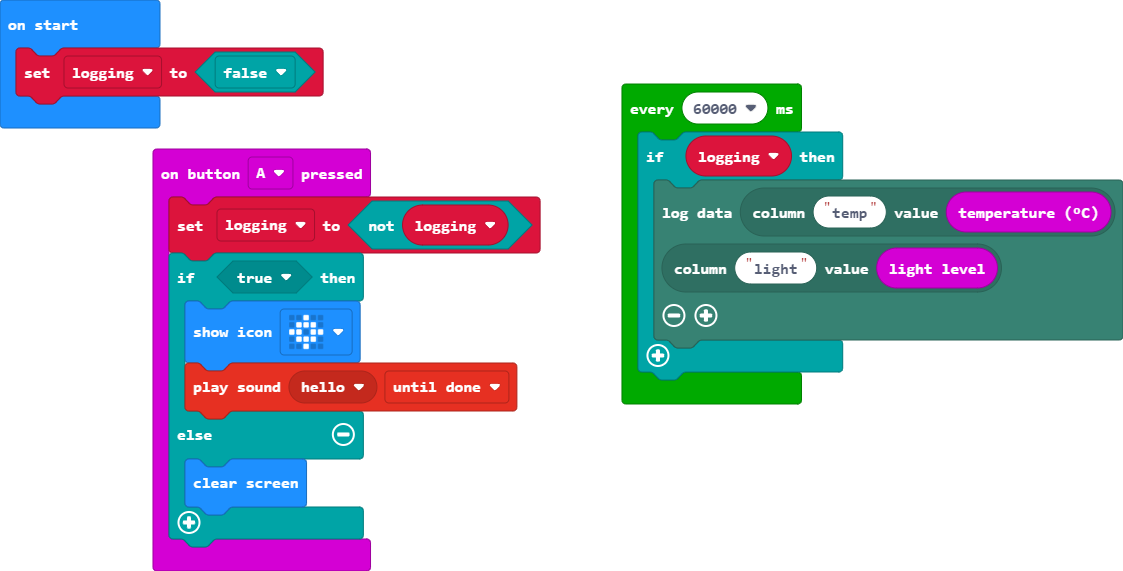 on start
set logging to false
on button A pressed
set logging to not logging
if true then
show icon
play sound hello until done
else
clear screen
every 60000 ms
if logging then
log data column "temp" value temperature (ºC)
column "light" value light level